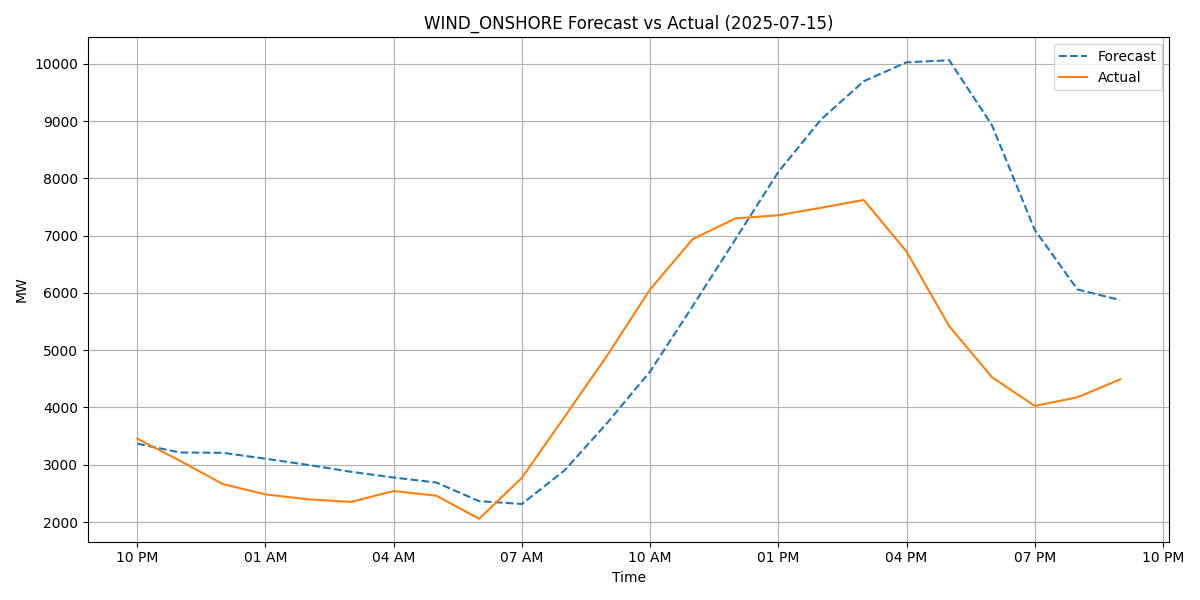 WIND_ONSHORE Forecast vs Actual (2025-07-15)
Forecast
Actual
10000
9000
8000
7000
6000
5000
4000
3000
2000
MW
10 PM 01 AM 04 AM 07 AM 10 AM 01 PM 04 PM 07 PM 10 PM
Time